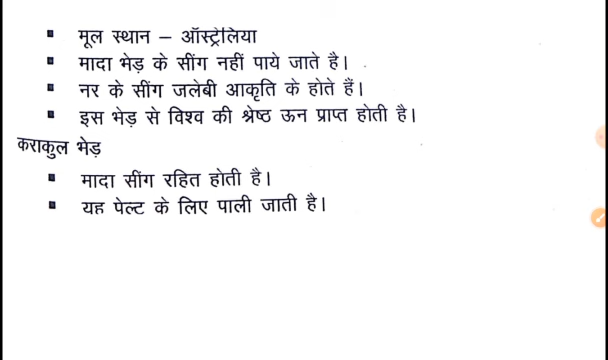 ▪ मूल स्थान – ऑस्ट्रेलिया
▪ मादा भेड़ के सींग नहीं पाये जाते है।
▪ नर के सींग जलेबी आकृति के होते हैं।
▪ इस भेड़ से विश्व की श्रेष्ठ ऊन प्राप्त होती है।
कराकुल भेड़
▪ मादा सींग रहित होती है।
▪ यह पेल्ट के लिए पाली जाती है।